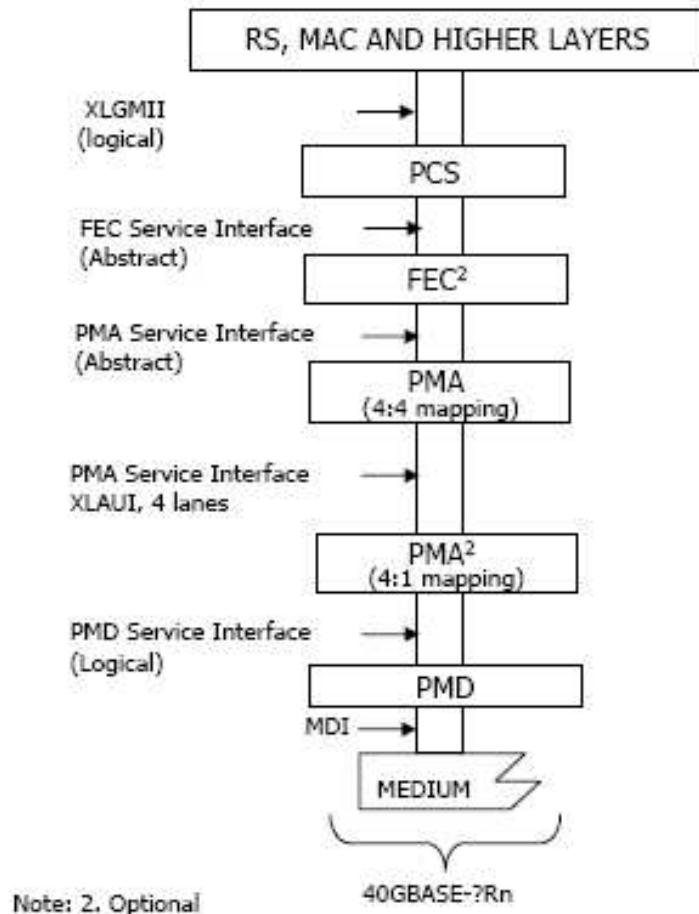 RS, MAC AND HIGHER LAYERS
XLGMII
(logical)
PCS
FEC Service Interface
(Abstract)
FEC²
PMA Service Interface
(Abstract)
PMA
(4:4 mapping)
PMA Service Interface
XLAUI, 4 lanes
PMA²
(4:1 mapping)
PMD Service Interface
(Logical)
PMD
MDI
MEDIUM
40GBASE-?Rn
Note: 2. Optional